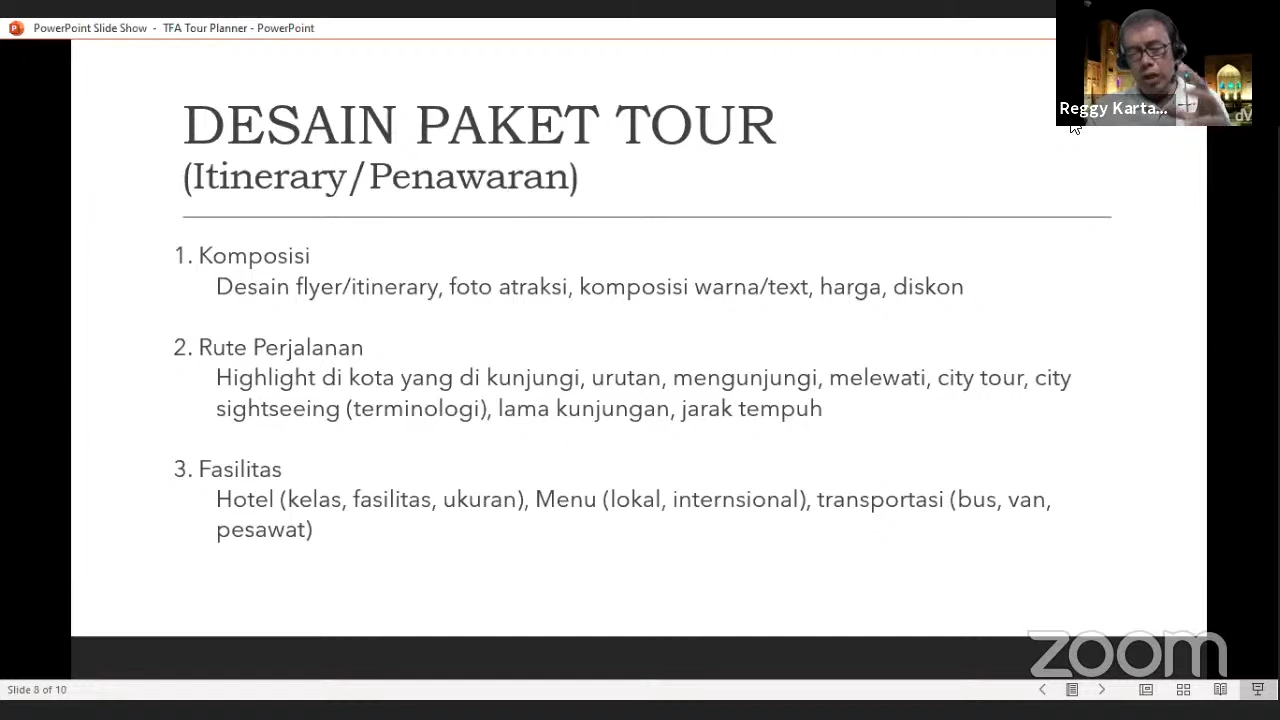 PowerPoint Slide Show - TFA Tour Planner - PowerPoint
Reggy Karta...
DESAIN PAKET TOUR
(Itinerary/Penawaran)
1. Komposisi
Desain flyer/itinerary, foto atraksi, komposisi warna/text, harga, diskon
2. Rute Perjalanan
Highlight di kota yang di kunjungi, urutan, mengunjungi, melewati, city tour, city
sightseeing (terminologi), lama kunjungan, jarak tempuh
3. Fasilitas
Hotel (kelas, fasilitas, ukuran), Menu (lokal, internsional), transportasi (bus, van,
pesawat)
zoom
Slide 8 of 10